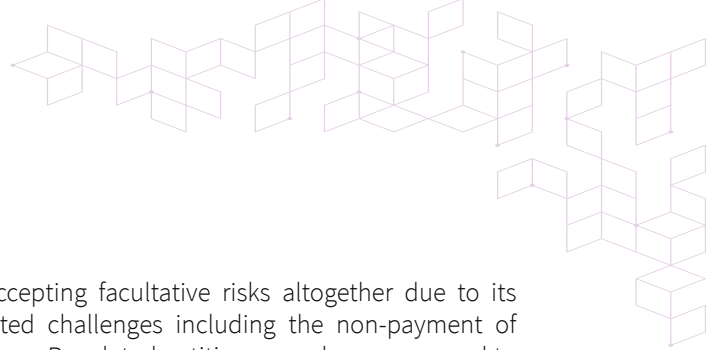 ccepting facultative risks altogether due to its
ted challenges including the non-payment of